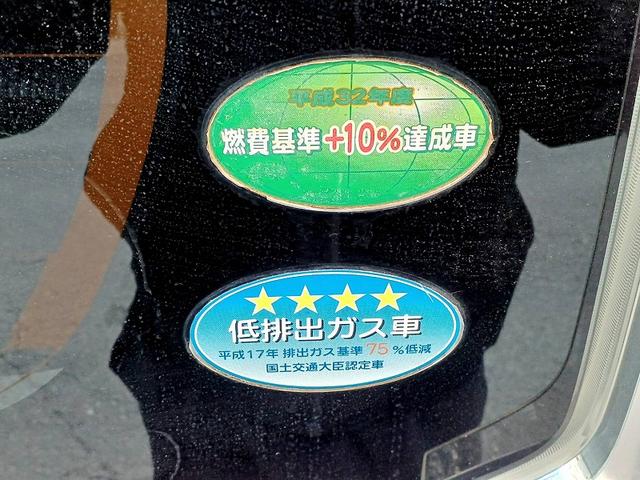 平成32年度
燃費基準+10%達成車
低排出ガス車
平成17年 排出ガス基準 75 %低減
国土交通大臣認定車